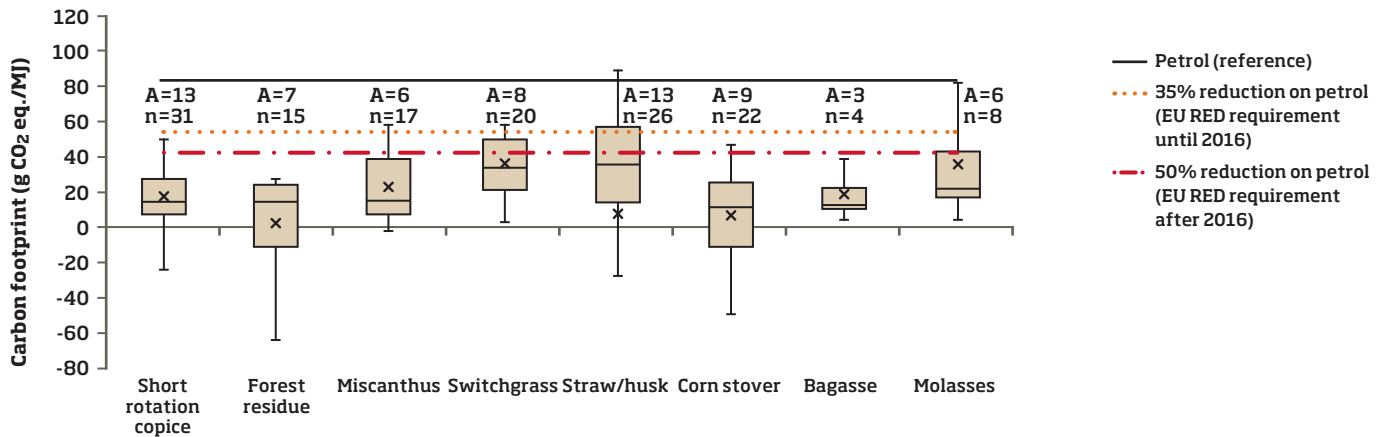 Carbon footprint (g CO₂ eq./MJ)
120
100
80
60
40
20
0
-20
-40
-60
-80
A=13
n=31
A=7
n=15
A=6
n=17
A=8
n=20
A=13
n=26
A=9
n=22
A=3
n=4
A=6
n=8
Short
rotation
copice
Forest
residue
Miscanthus
Switchgrass
Straw/husk
Corn stover
Bagasse
Molasses
Petrol (reference)
35% reduction on petrol
(EU RED requirement
until 2016)
50% reduction on petrol
(EU RED requirement
after 2016)